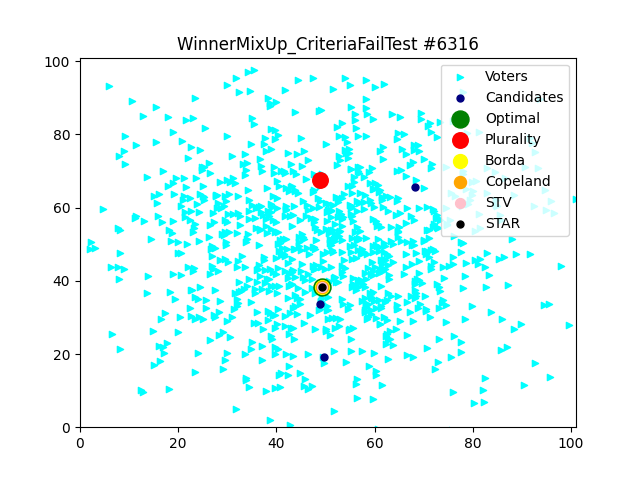 WinnerMixUp_CriteriaFailTest #6316
100
80
60
40
20
0
0
20
40
60
80
100
Voters
Candidates
Optimal
Plurality
Borda
Copeland
STV
STAR